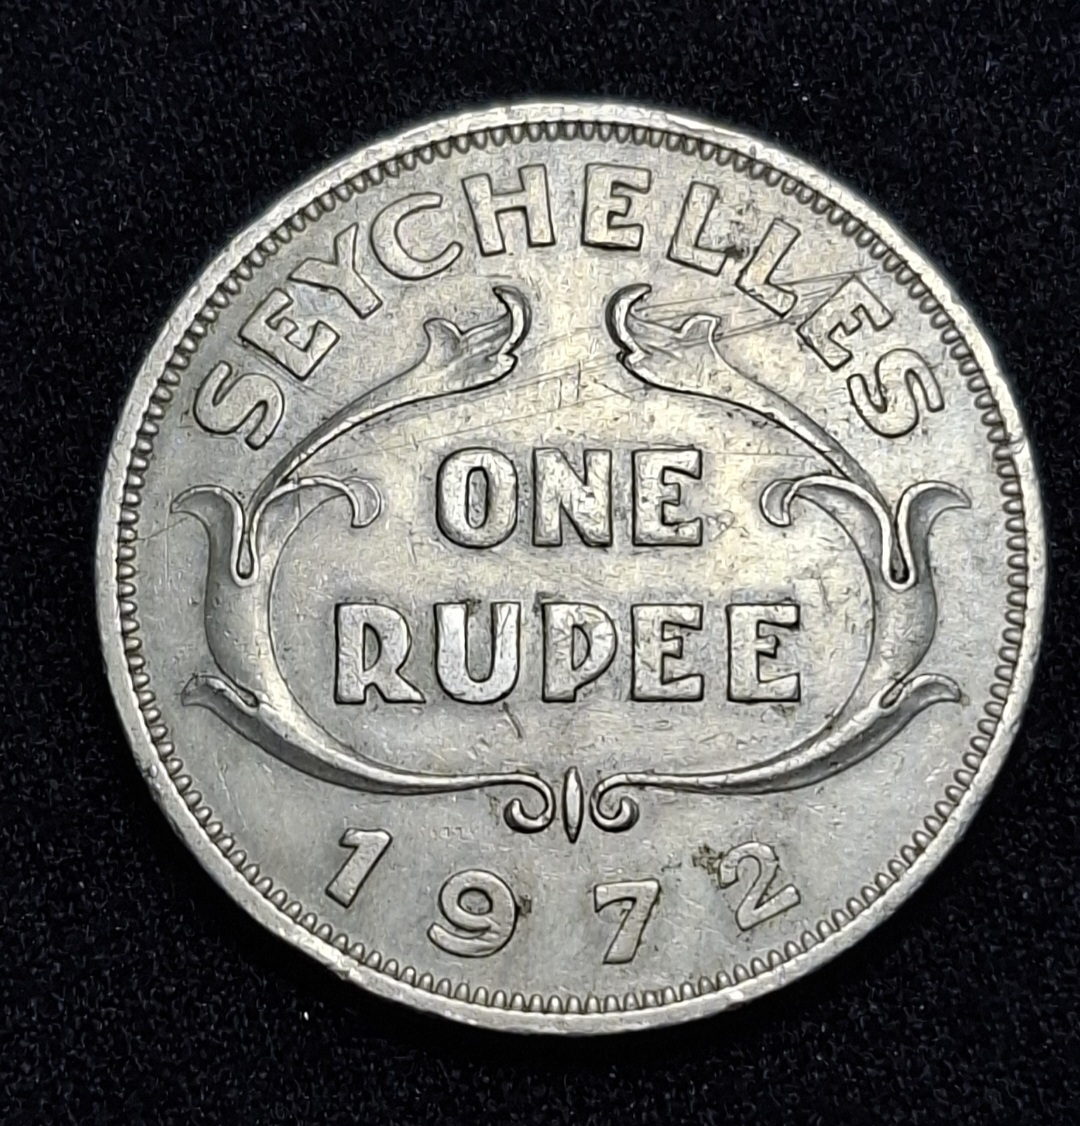 SEYCHELLES
ONE
RUPEE
1972